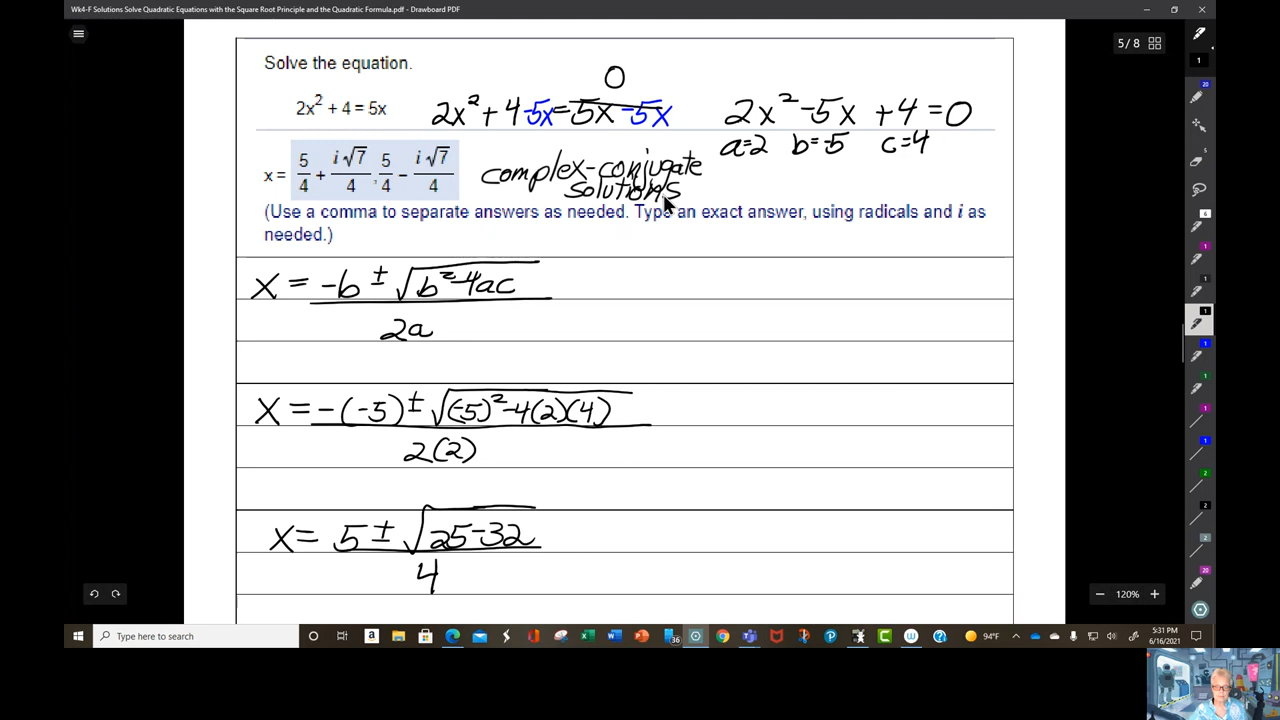 Wk4-F Solutions Solve Quadratic Equations with the Square Root Principle and the Quadratic Formula.pdf - Drawboard PDF
5 / 8
1
Solve the equation.
0
2x² + 4 = 5x
2x² + 4 -5x = 5x -5x
2x² - 5x + 4 = 0
a=2 b=-5 c=4
x = 5/4 + i√7/4, 5/4 - i√7/4
complex-conjugate
solutions
(Use a comma to separate answers as needed. Type an exact answer, using radicals and i as
needed.)
x = -b ± √b²-4ac
2a
x = -(-5) ± √(-5)²-4(2)(4)
2(2)
x = 5 ± √25-32
4
120%
Type here to search
36
94°F
5:31 PM
6/16/2021